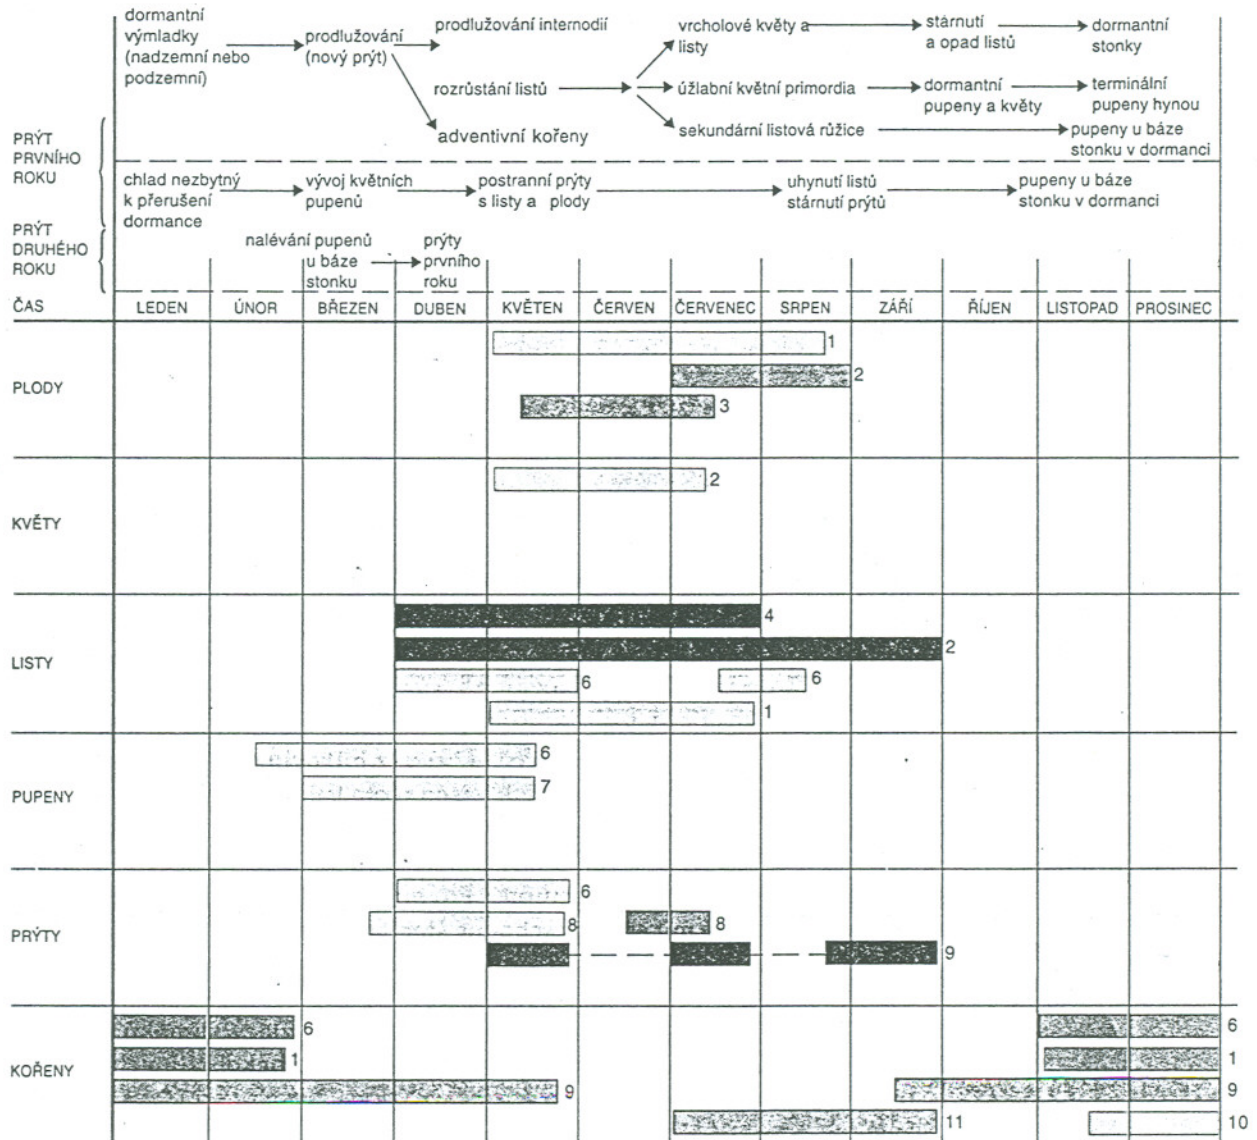 dormantní
výmladky
(nadzemní nebo
podzemní)
prodlužování
(nový prýt)
prodlužování internodií
rozrůstání listů
adventivní kořeny
vrcholové květy a
listy
úžlabní květní primordia
sekundární listová růžice
stárnutí
a opad listů
dormantní
pupeny a květy
dormantní
stonky
terminální
pupeny hynou
pupeny u báze
stonku v dormanci
PRÝT
PRVNÍHO
ROKU
chlad nezbytný
k přerušení
dormance
vývoj květních
pupenů
postranní prýty
s listy a plody
uhynutí listů
stárnutí prýtů
pupeny u báze
stonku v dormanci
PRÝT
DRUHÉHO
ROKU
nalévání pupenů
u báze
stonku
prýty
prvního
roku
ČAS LEDEN ÚNOR BŘEZEN DUBEN KVĚTEN ČERVEN ČERVENEC SRPEN ZÁŘÍ ŘÍJEN LISTOPAD PROSINEC
PLODY
1
2
3
KVĚTY
2
LISTY
4
2
6 6
1
PUPENY
6
7
PRÝTY
6
8 8
9
KOŘENY
6 6
1 1
9 9
11 10